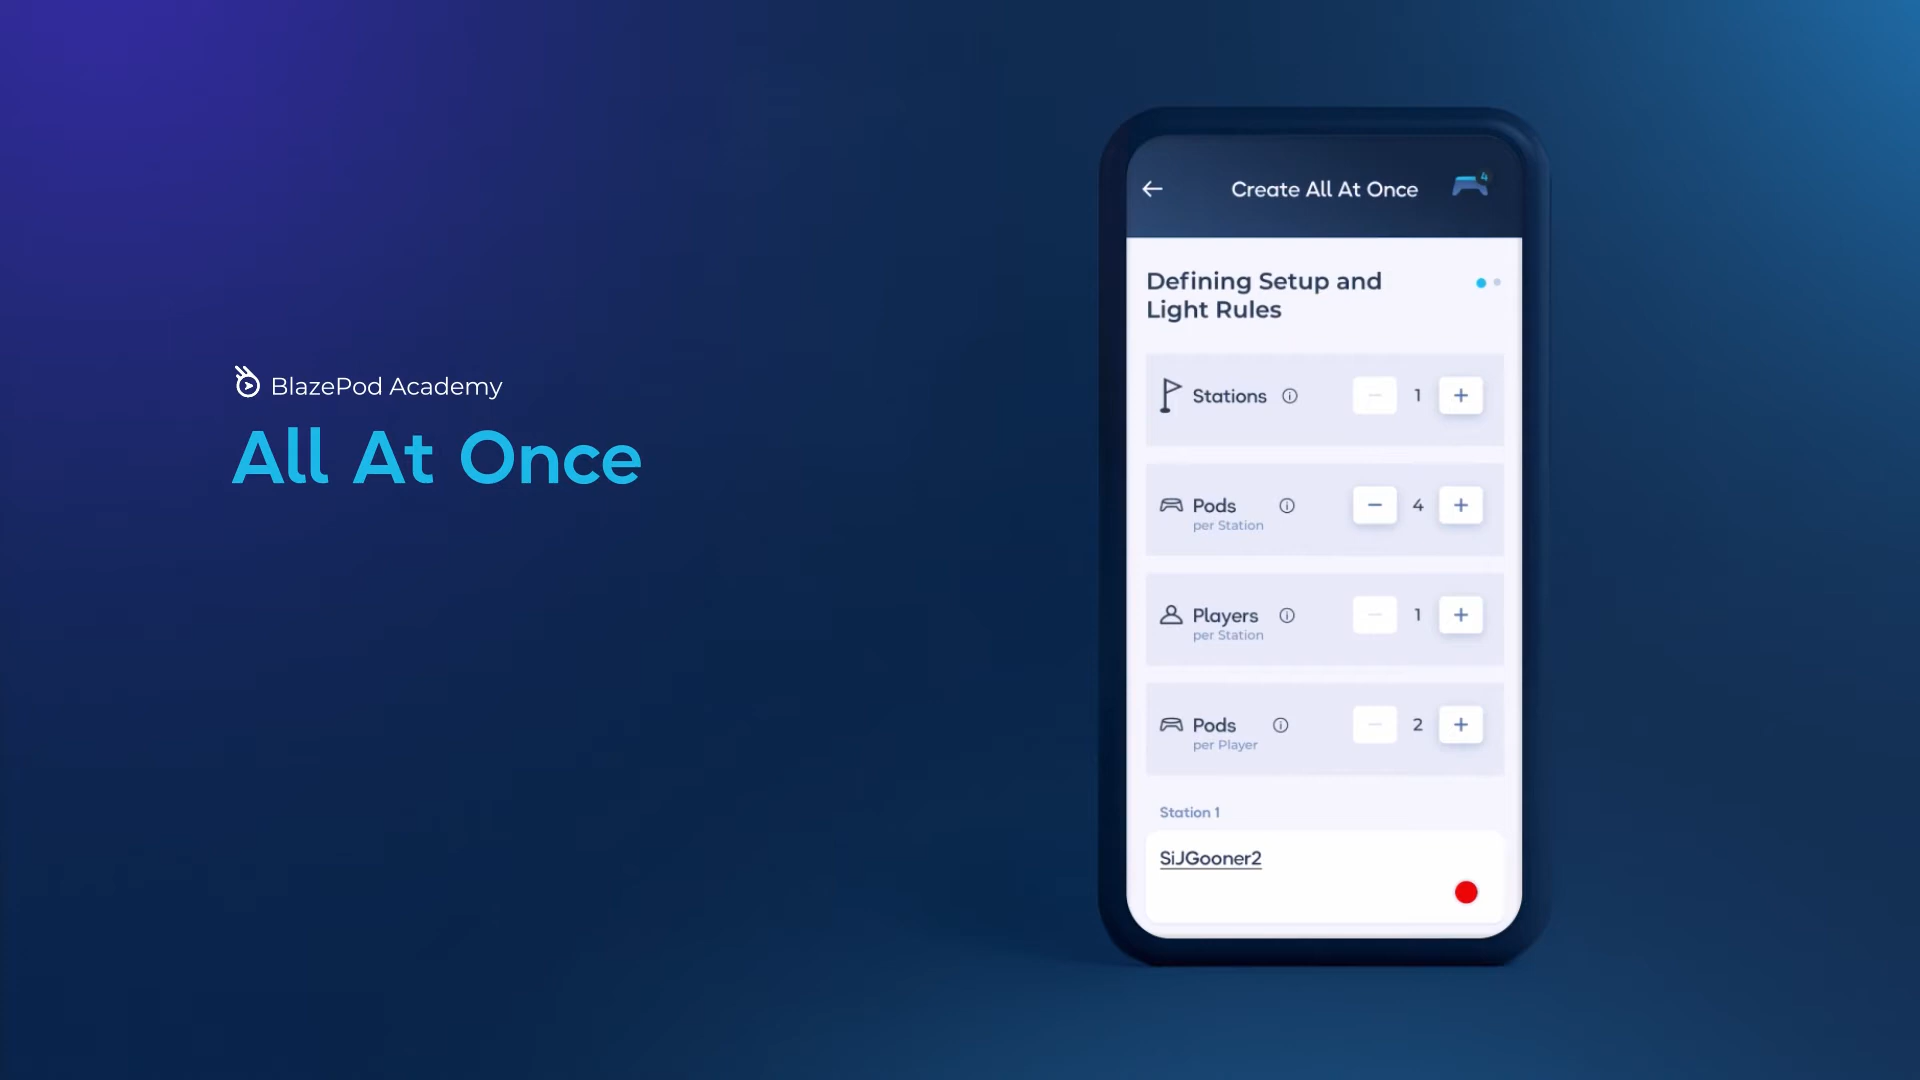 BlazePod Academy
All At Once
Create All At Once
4
Defining Setup and
Light Rules
Stations
1
Pods
per Station
4
Players
per Station
1
Pods
per Player
2
Station 1
SiJGooner2